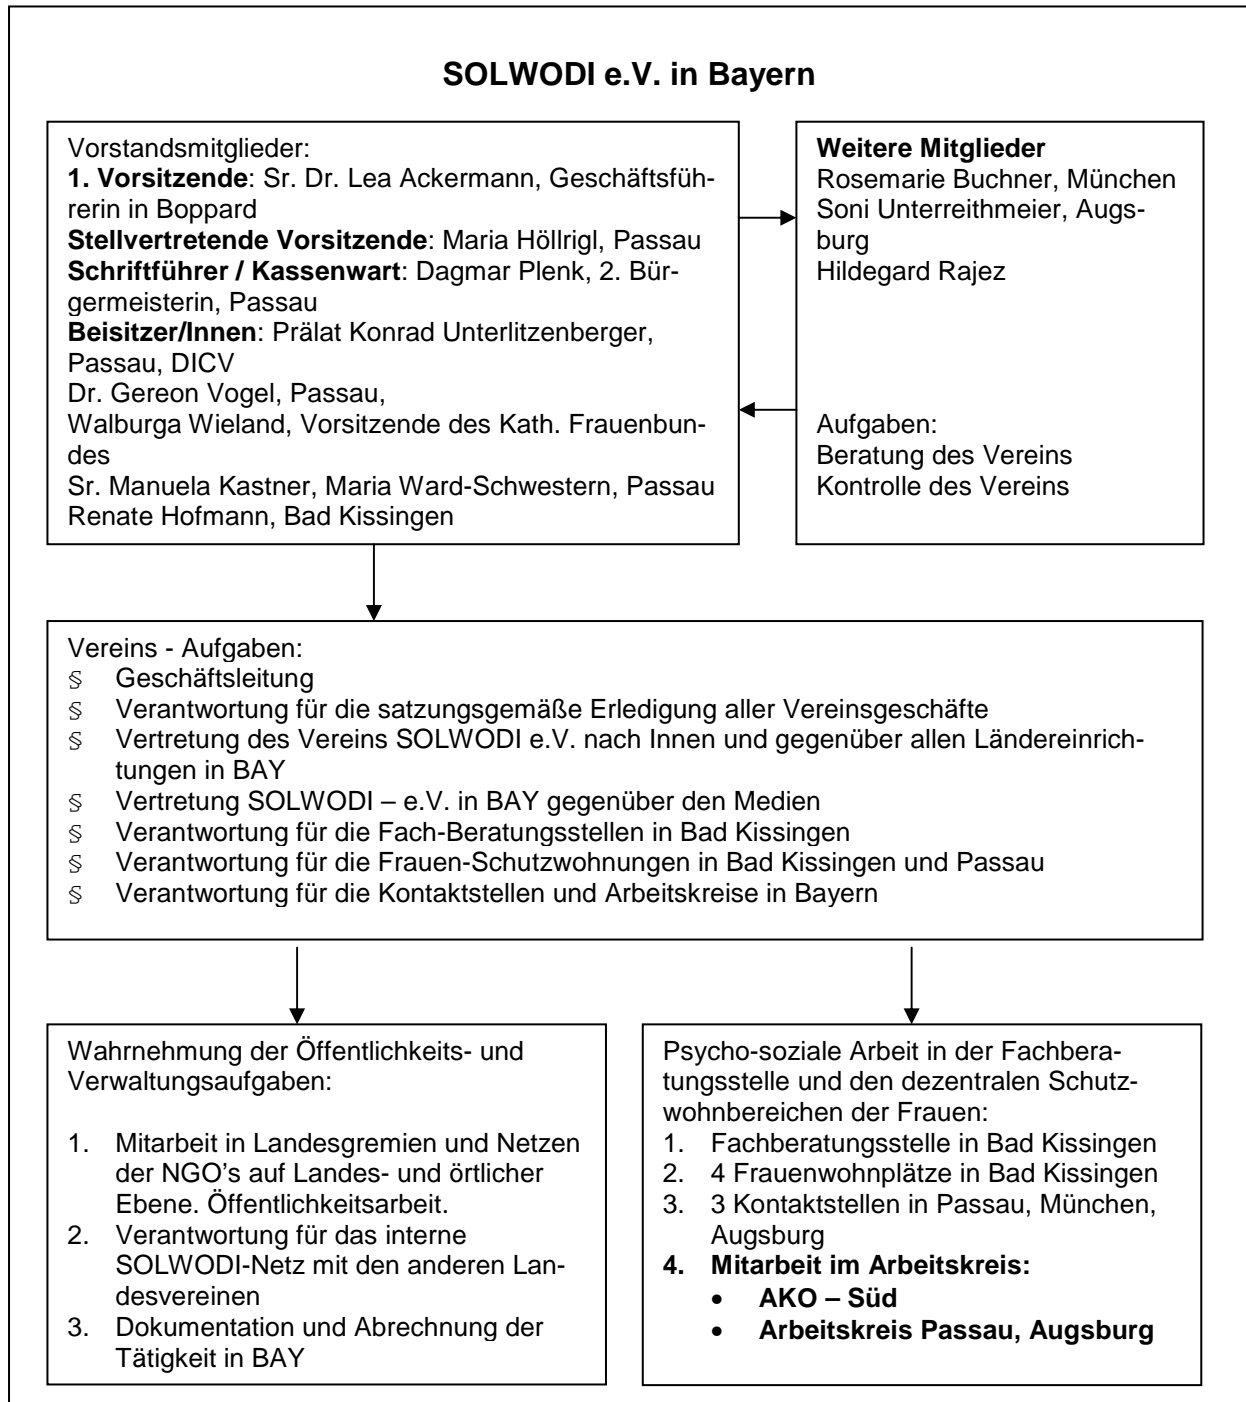 SOLWODI e.V. in Bayern
Vorstandsmitglieder:
1. Vorsitzende: Sr. Dr. Lea Ackermann, Geschäftsfüh-
rerin in Boppard
Stellvertretende Vorsitzende: Maria Höllrigl, Passau
Schriftführer / Kassenwart: Dagmar Plenk, 2. Bür-
germeisterin, Passau
Beisitzer/Innen: Prälat Konrad Unterlitzenberger,
Passau, DICV
Dr. Gereon Vogel, Passau,
Walburga Wieland, Vorsitzende des Kath. Frauenbun-
des
Sr. Manuela Kastner, Maria Ward-Schwestern, Passau
Renate Hofmann, Bad Kissingen
Weitere Mitglieder
Rosemarie Buchner, München
Soni Unterreithmeier, Augs-
burg
Hildegard Rajez
Aufgaben:
Beratung des Vereins
Kontrolle des Vereins
Vereins - Aufgaben:
§ Geschäftsleitung
§ Verantwortung für die satzungsgemäße Erledigung aller Vereinsgeschäfte
§ Vertretung des Vereins SOLWODI e.V. nach Innen und gegenüber allen Ländereinrich-
tungen in BAY
§ Vertretung SOLWODI – e.V. in BAY gegenüber den Medien
§ Verantwortung für die Fach-Beratungsstellen in Bad Kissingen
§ Verantwortung für die Frauen-Schutzwohnungen in Bad Kissingen und Passau
§ Verantwortung für die Kontaktstellen und Arbeitskreise in Bayern
Wahrnehmung der Öffentlichkeits- und
Verwaltungsaufgaben:
1. Mitarbeit in Landesgremien und Netzen
der NGO's auf Landes- und örtlicher
Ebene. Öffentlichkeitsarbeit.
2. Verantwortung für das interne
SOLWODI-Netz mit den anderen Lan-
desvereinen
3. Dokumentation und Abrechnung der
Tätigkeit in BAY
Psycho-soziale Arbeit in der Fachbera-
tungsstelle und den dezentralen Schutz-
wohnbereichen der Frauen:
1. Fachberatungsstelle in Bad Kissingen
2. 4 Frauenwohnplätze in Bad Kissingen
3. 3 Kontaktstellen in Passau, München,
Augsburg
4. Mitarbeit im Arbeitskreis:
• AKO – Süd
• Arbeitskreis Passau, Augsburg